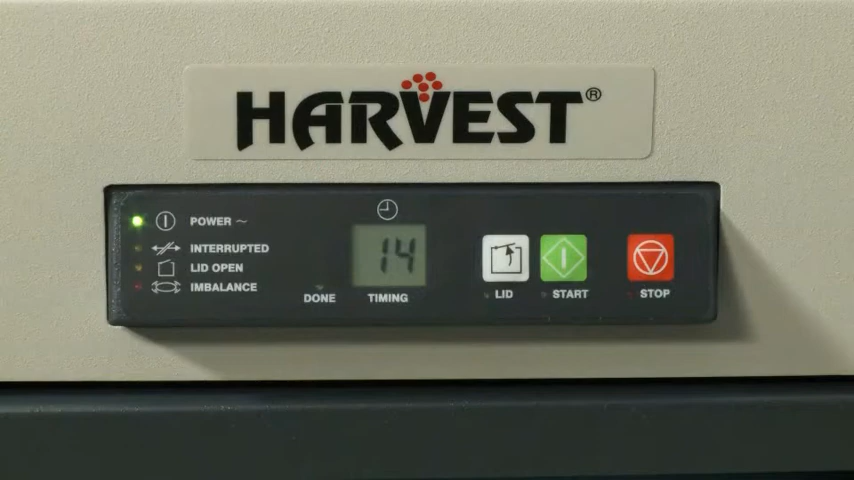 HARVEST®
POWER ~
INTERRUPTED
LID OPEN
IMBALANCE
14
DONE
TIMING
LID
START
STOP